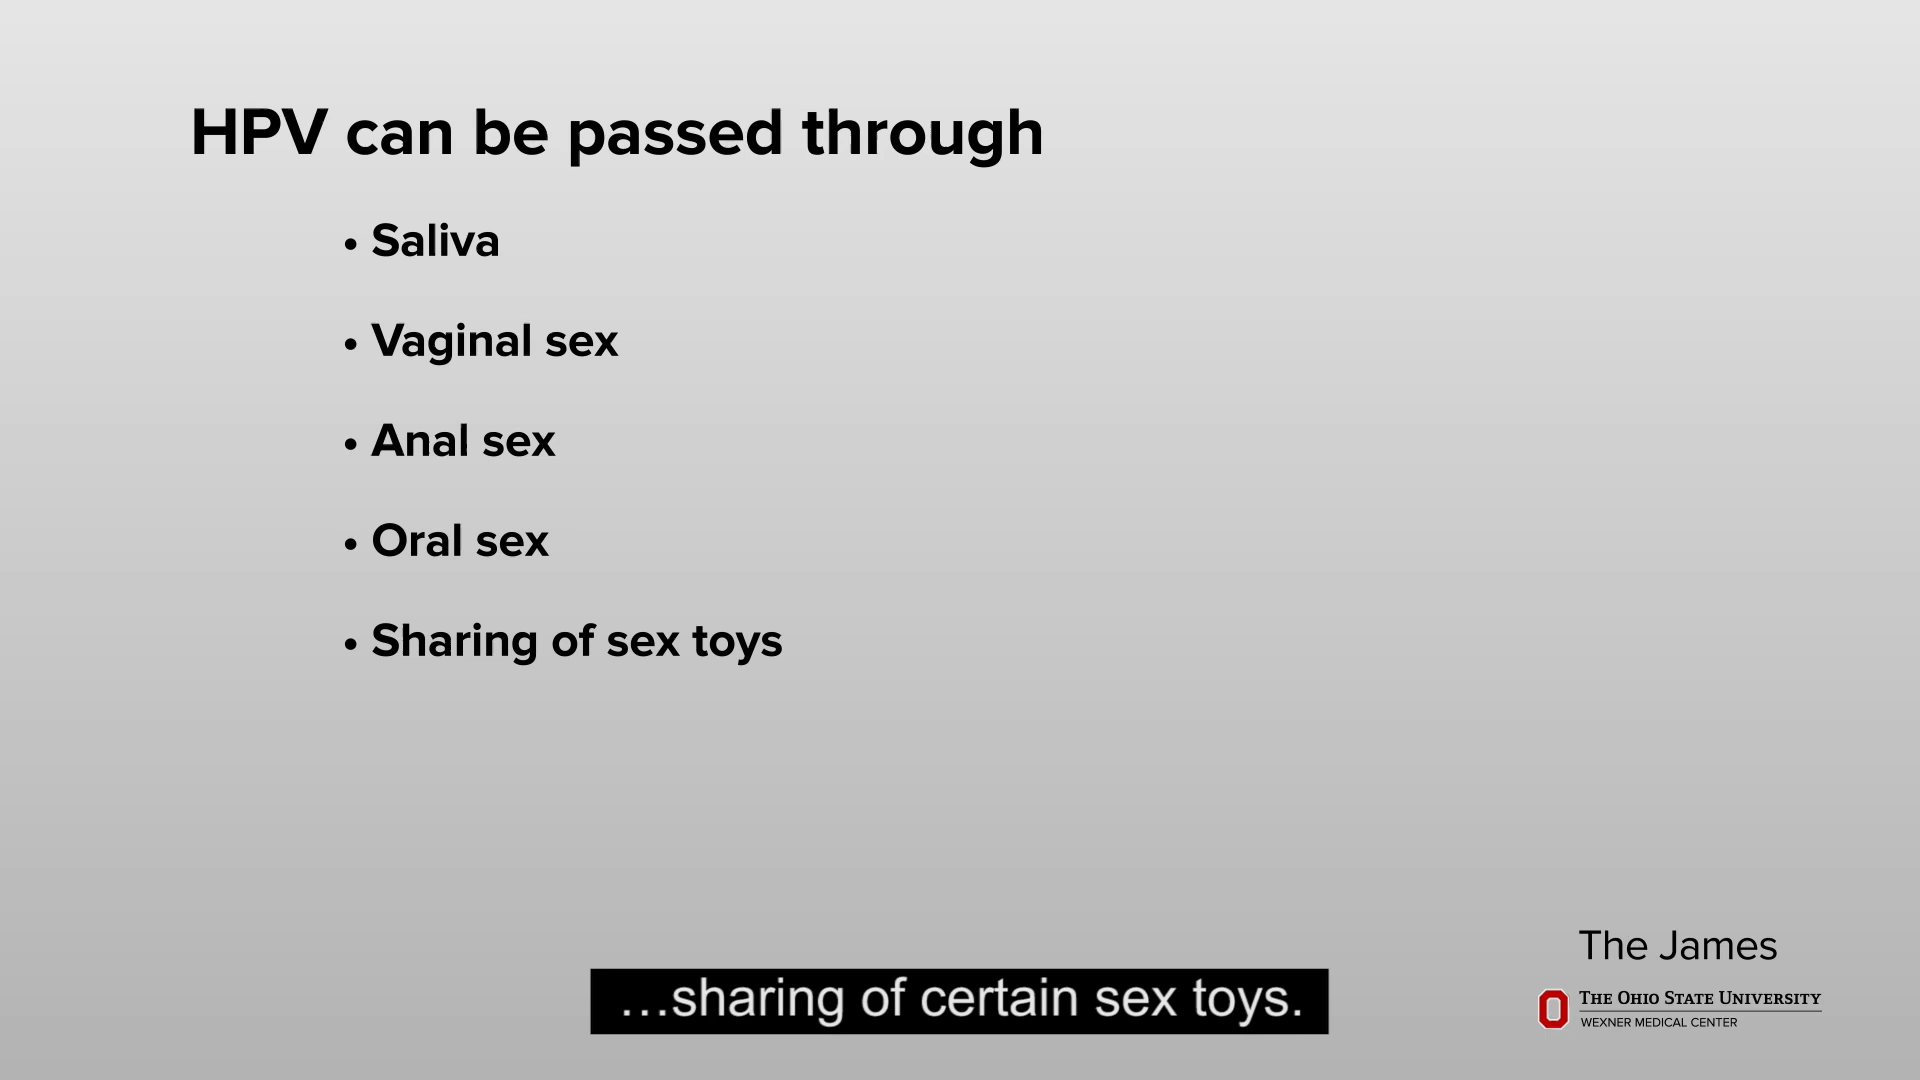 HPV can be passed through
• Saliva
• Vaginal sex
• Anal sex
• Oral sex
• Sharing of sex toys
The James
…sharing of certain sex toys.
THE OHIO STATE UNIVERSITY
WEXNER MEDICAL CENTER